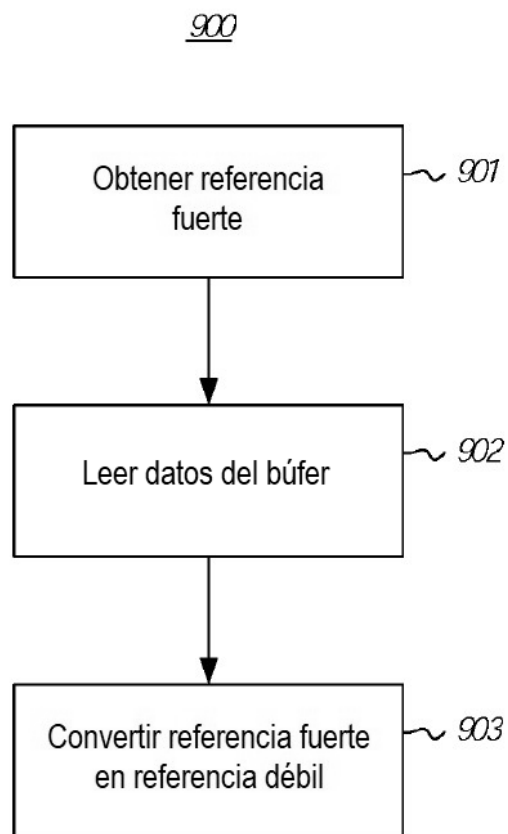 900
Obtener referencia
fuerte
901
Leer datos del búfer
902
Convertir referencia fuerte
en referencia débil
903